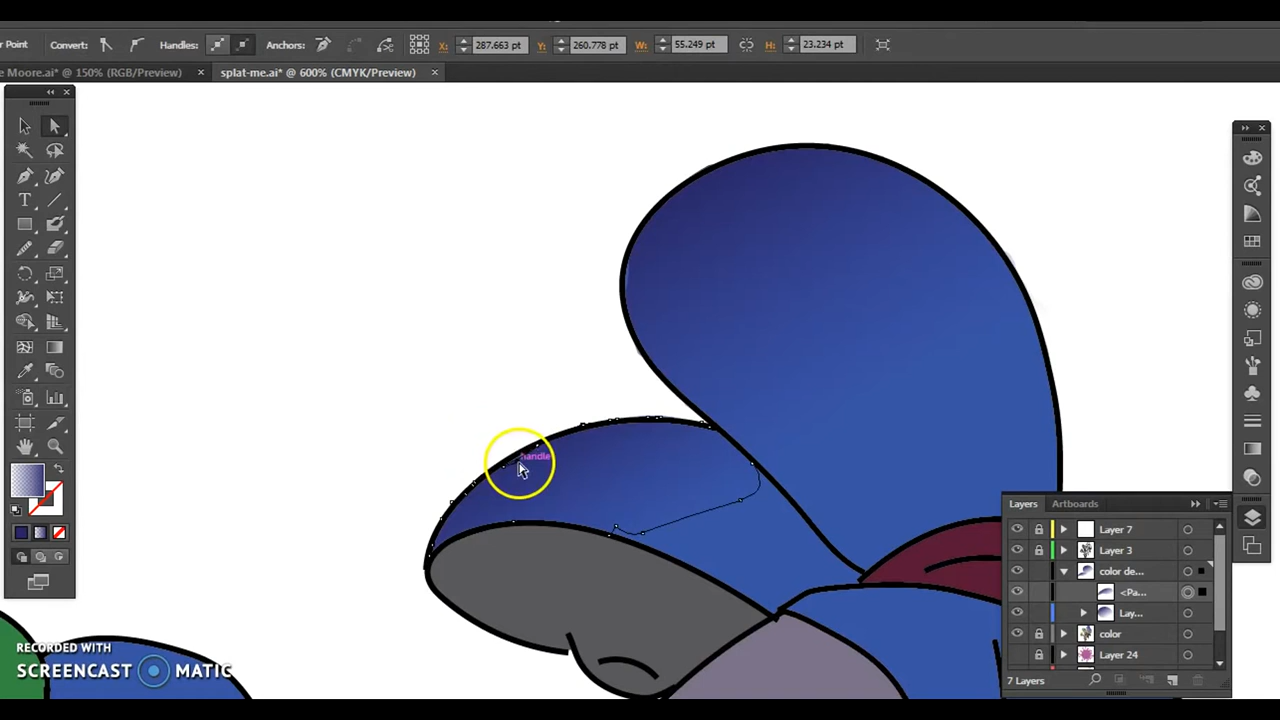 r Point Convert: Handles: Anchors: X: 287.663 pt Y: 260.778 pt W: 55.249 pt H: 23.234 pt
e Moore.ai* @ 150% (RGB/Preview) × splat-me.ai* @ 600% (CMYK/Preview) ×
T
handle
Layers Artboards
Layer 7
Layer 3
color de...
<Pa...
Lay...
color
Layer 24
7 Layers
RECORDED WITH
SCREENCAST MATIC